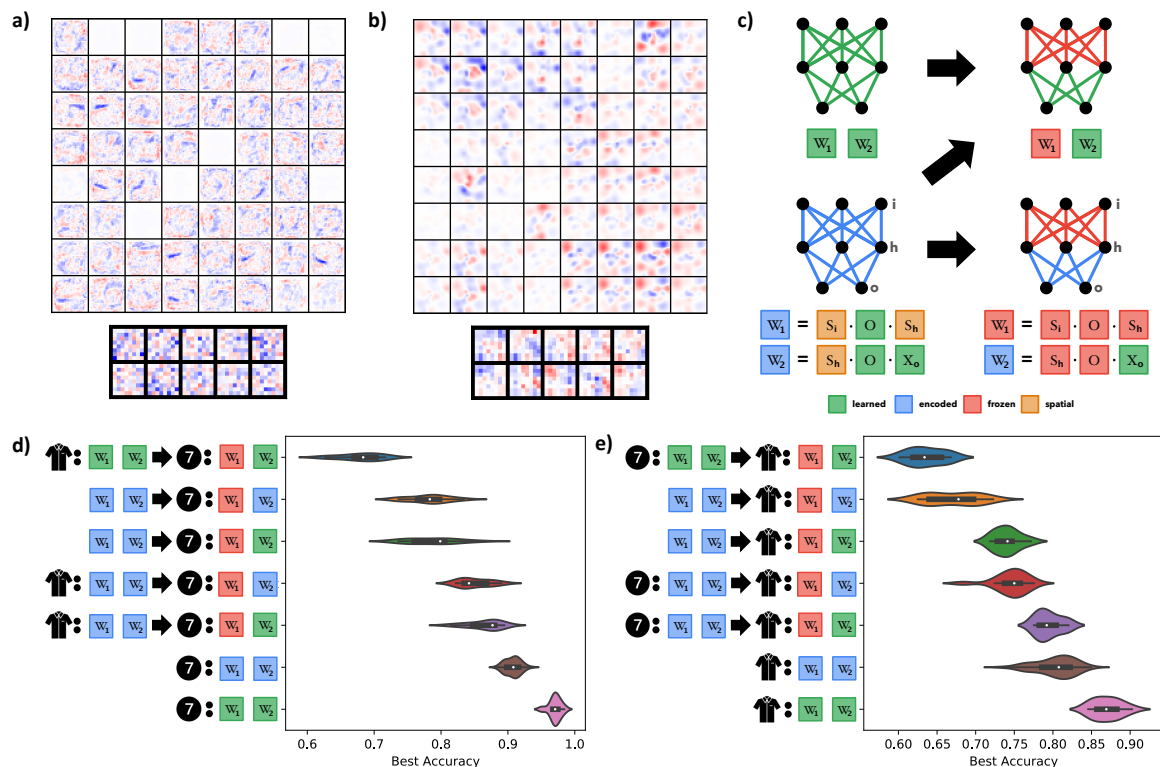 a)
b)
c)
W1 W2
W1 W2
i
h
o
i
h
o
W1 = Si · O · Sh
W2 = Sh · O · Xo
W1 = Si · O · Sh
W2 = Sh · O · Xo
learned encoded frozen spatial
d)
: W1 W2 7 : W1 W2
W1 W2 7 : W1 W2
W1 W2 7 : W1 W2
: W1 W2 7 : W1 W2
: W1 W2 7 : W1 W2
7 : W1 W2
7 : W1 W2
0.6 0.7 0.8 0.9 1.0
Best Accuracy
e)
7 : W1 W2 : W1 W2
W1 W2 : W1 W2
W1 W2 : W1 W2
7 : W1 W2 : W1 W2
7 : W1 W2 : W1 W2
: W1 W2
: W1 W2
0.60 0.65 0.70 0.75 0.80 0.85 0.90
Best Accuracy